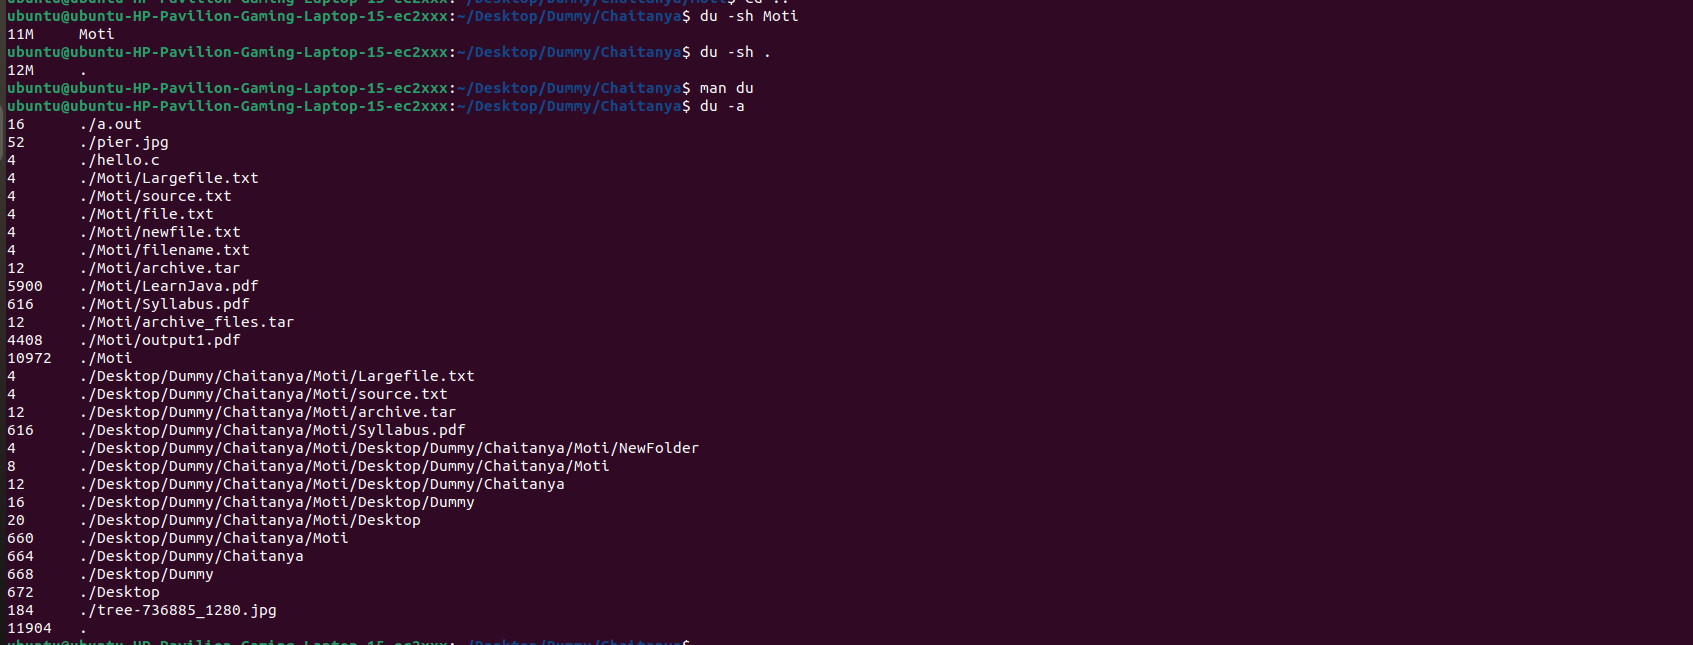 ubuntu@ubuntu-HP-Pavilion-Gaming-Laptop-15-ec2xxx:~/Desktop/Dummy/Chaitanya/Moti$ cd ..
ubuntu@ubuntu-HP-Pavilion-Gaming-Laptop-15-ec2xxx:~/Desktop/Dummy/Chaitanya$ du -sh Moti
11M     Moti
ubuntu@ubuntu-HP-Pavilion-Gaming-Laptop-15-ec2xxx:~/Desktop/Dummy/Chaitanya$ du -sh .
12M     .
ubuntu@ubuntu-HP-Pavilion-Gaming-Laptop-15-ec2xxx:~/Desktop/Dummy/Chaitanya$ man du
ubuntu@ubuntu-HP-Pavilion-Gaming-Laptop-15-ec2xxx:~/Desktop/Dummy/Chaitanya$ du -a
16      ./a.out
52      ./pier.jpg
4       ./hello.c
4       ./Moti/Largefile.txt
4       ./Moti/source.txt
4       ./Moti/file.txt
4       ./Moti/newfile.txt
4       ./Moti/filename.txt
12      ./Moti/archive.tar
5900    ./Moti/LearnJava.pdf
616     ./Moti/Syllabus.pdf
12      ./Moti/archive_files.tar
4408    ./Moti/output1.pdf
10972   ./Moti
4       ./Desktop/Dummy/Chaitanya/Moti/Largefile.txt
4       ./Desktop/Dummy/Chaitanya/Moti/source.txt
12      ./Desktop/Dummy/Chaitanya/Moti/archive.tar
616     ./Desktop/Dummy/Chaitanya/Moti/Syllabus.pdf
4       ./Desktop/Dummy/Chaitanya/Moti/Desktop/Dummy/Chaitanya/Moti/NewFolder
8       ./Desktop/Dummy/Chaitanya/Moti/Desktop/Dummy/Chaitanya/Moti
12      ./Desktop/Dummy/Chaitanya/Moti/Desktop/Dummy/Chaitanya
16      ./Desktop/Dummy/Chaitanya/Moti/Desktop/Dummy
20      ./Desktop/Dummy/Chaitanya/Moti/Desktop
660     ./Desktop/Dummy/Chaitanya/Moti
664     ./Desktop/Dummy/Chaitanya
668     ./Desktop/Dummy
672     ./Desktop
184     ./tree-736885_1280.jpg
11904   .
ubuntu@ubuntu-HP-Pavilion-Gaming-Laptop-15-ec2xxx:~/Desktop/Dummy/Chaitanya$